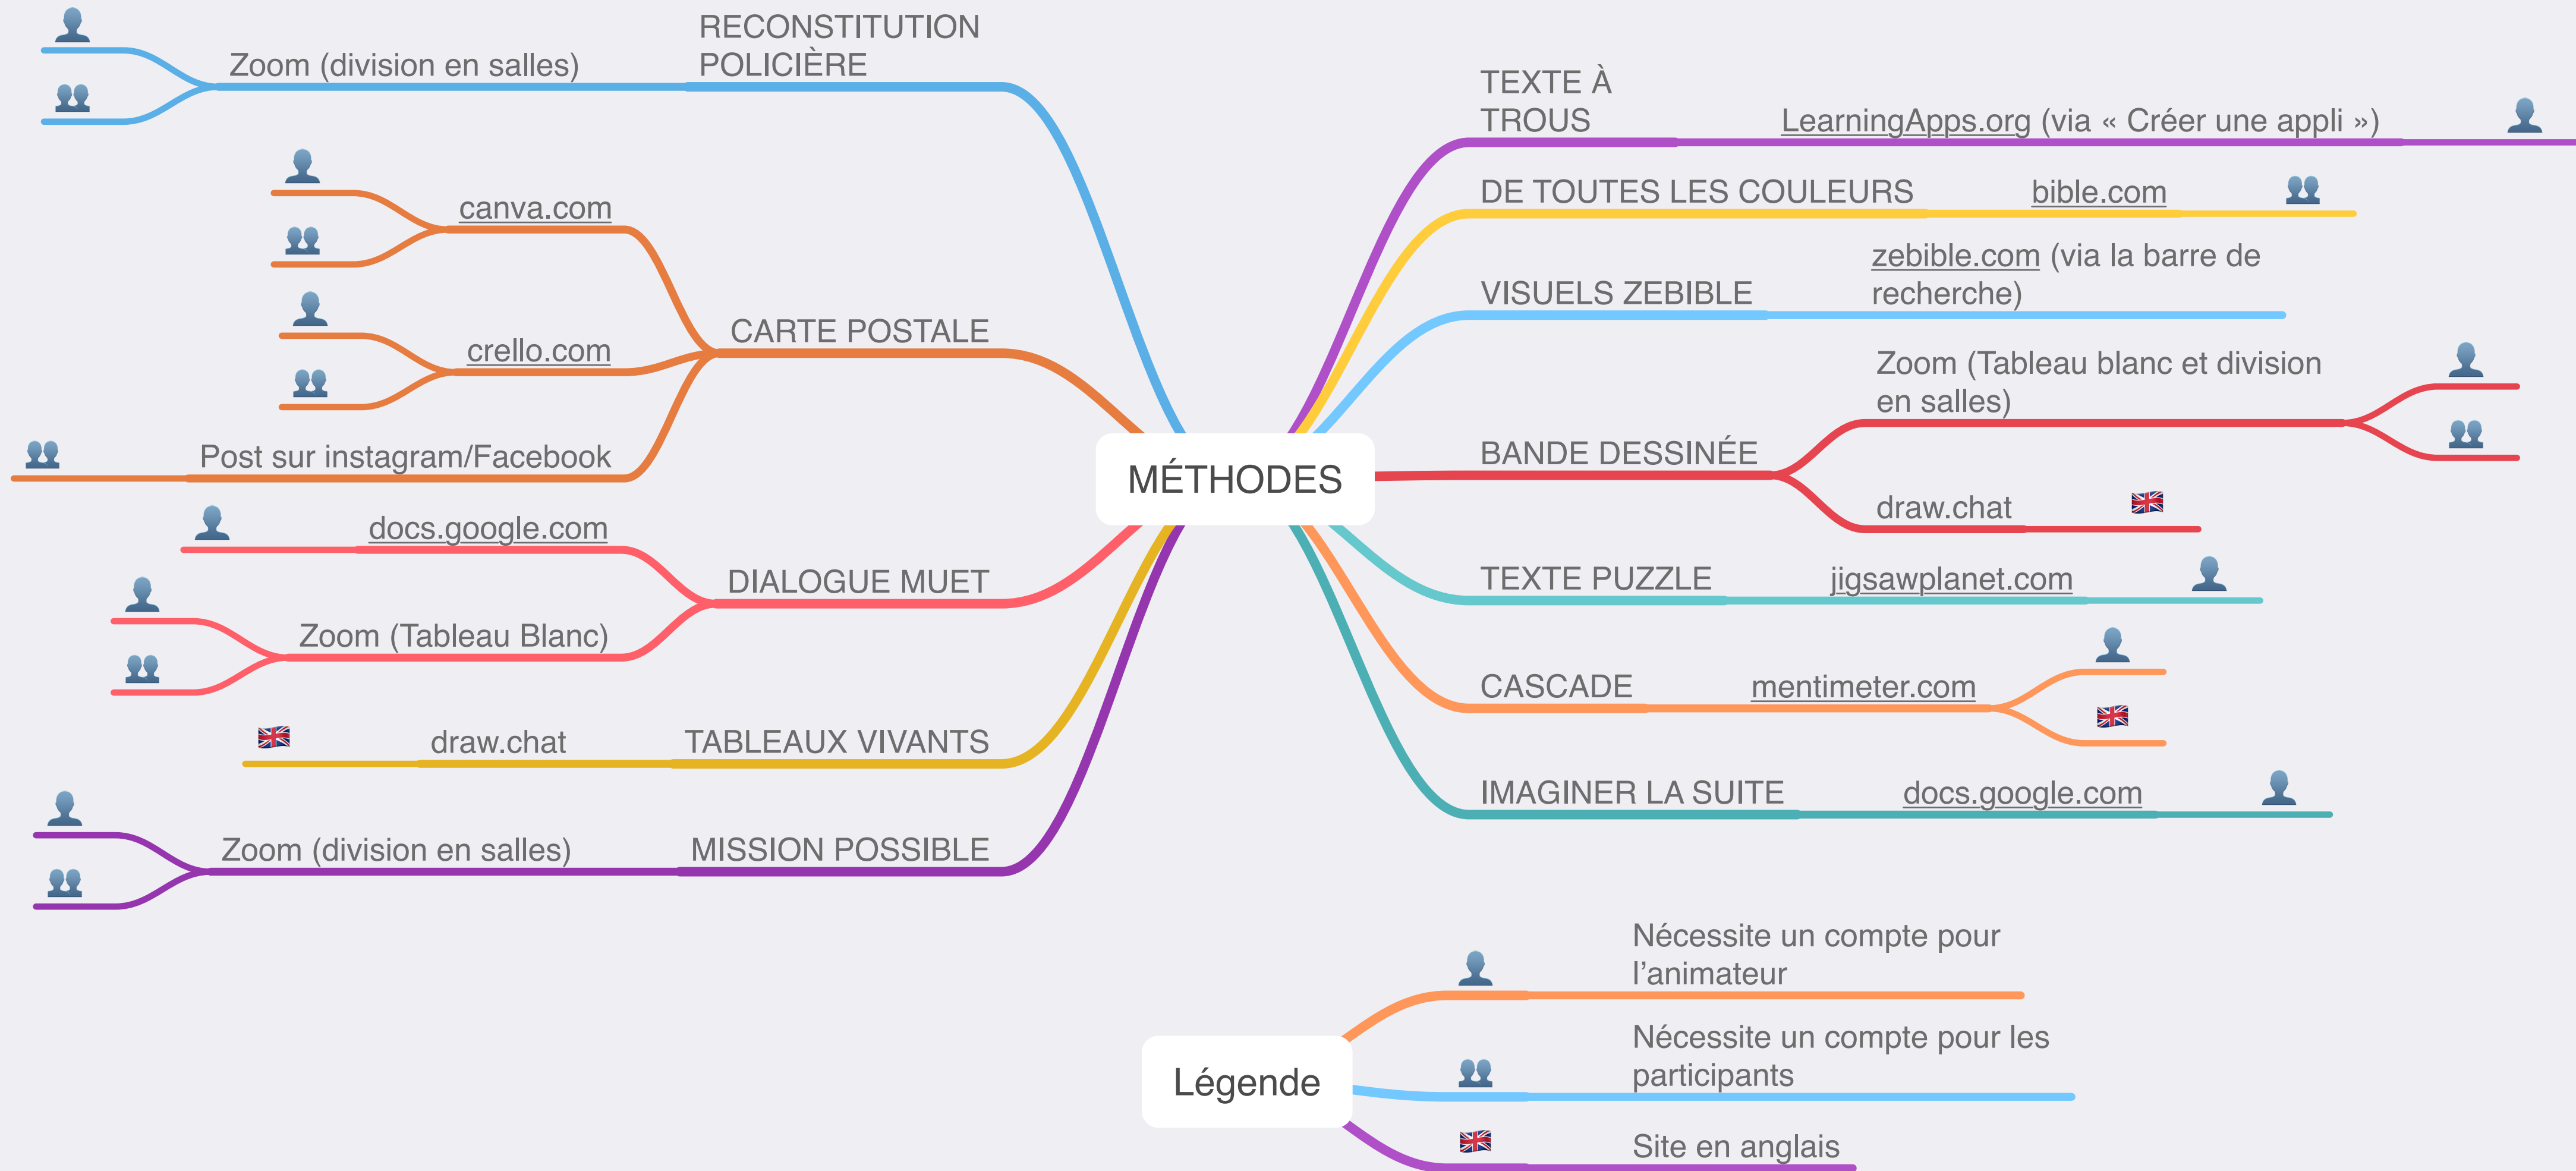 RECONSTITUTION
POLICIÈRE
Zoom (division en salles)
CARTE POSTALE
canva.com
crello.com
Post sur instagram/Facebook
DIALOGUE MUET
docs.google.com
Zoom (Tableau Blanc)
TABLEAUX VIVANTS
draw.chat
MISSION POSSIBLE
Zoom (division en salles)
MÉTHODES
TEXTE À
TROUS
LearningApps.org (via « Créer une appli »)
DE TOUTES LES COULEURS
bible.com
VISUELS ZEBIBLE
zebible.com (via la barre de
recherche)
BANDE DESSINÉE
Zoom (Tableau blanc et division
en salles)
draw.chat
TEXTE PUZZLE
jigsawplanet.com
CASCADE
mentimeter.com
IMAGINER LA SUITE
docs.google.com
Légende
Nécessite un compte pour
l’animateur
Nécessite un compte pour les
participants
Site en anglais